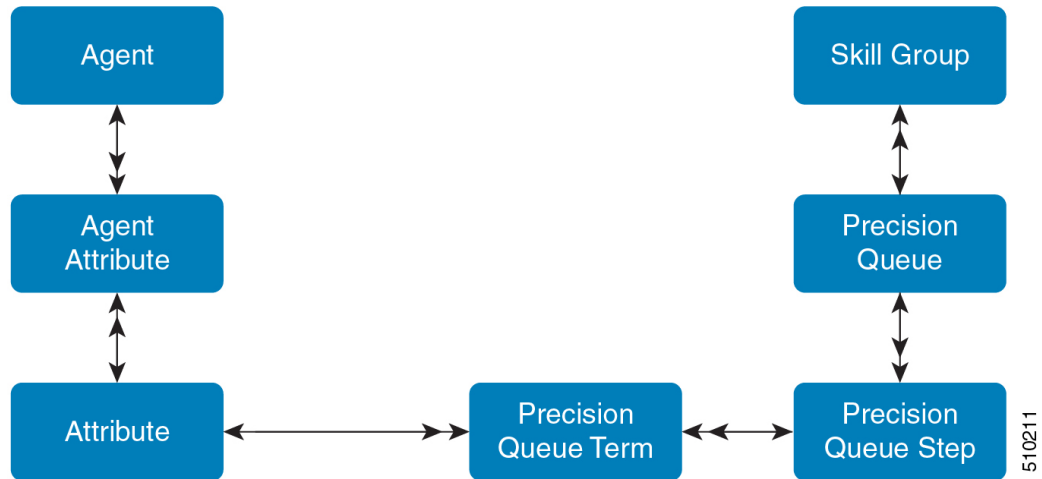 Agent
Skill Group
Agent
Attribute
Precision
Queue
Attribute
Precision
Queue Term
Precision
Queue Step
510211